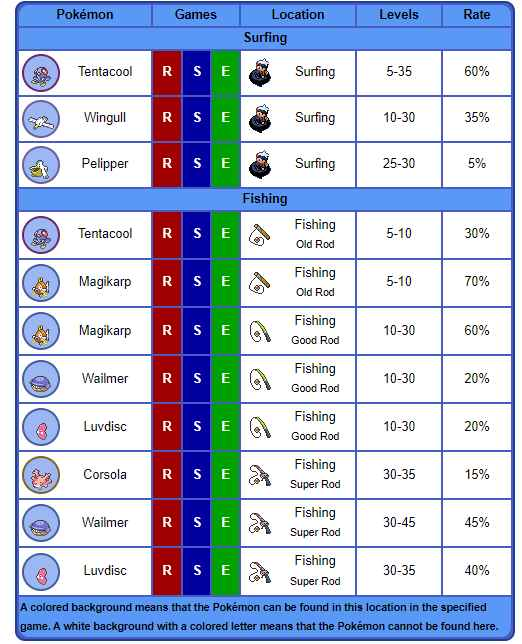 Pokémon Games Location Levels Rate
Surfing
Tentacool R S E Surfing 5-35 60%
Wingull R S E Surfing 10-30 35%
Pelipper R S E Surfing 25-30 5%
Fishing
Tentacool R S E Fishing Old Rod 5-10 30%
Magikarp R S E Fishing Old Rod 5-10 70%
Magikarp R S E Fishing Good Rod 10-30 60%
Wailmer R S E Fishing Good Rod 10-30 20%
Luvdisc R S E Fishing Good Rod 10-30 20%
Corsola R S E Fishing Super Rod 30-35 15%
Wailmer R S E Fishing Super Rod 30-45 45%
Luvdisc R S E Fishing Super Rod 30-35 40%
A colored background means that the Pokémon can be found in this location in the specified
game. A white background with a colored letter means that the Pokémon cannot be found here.